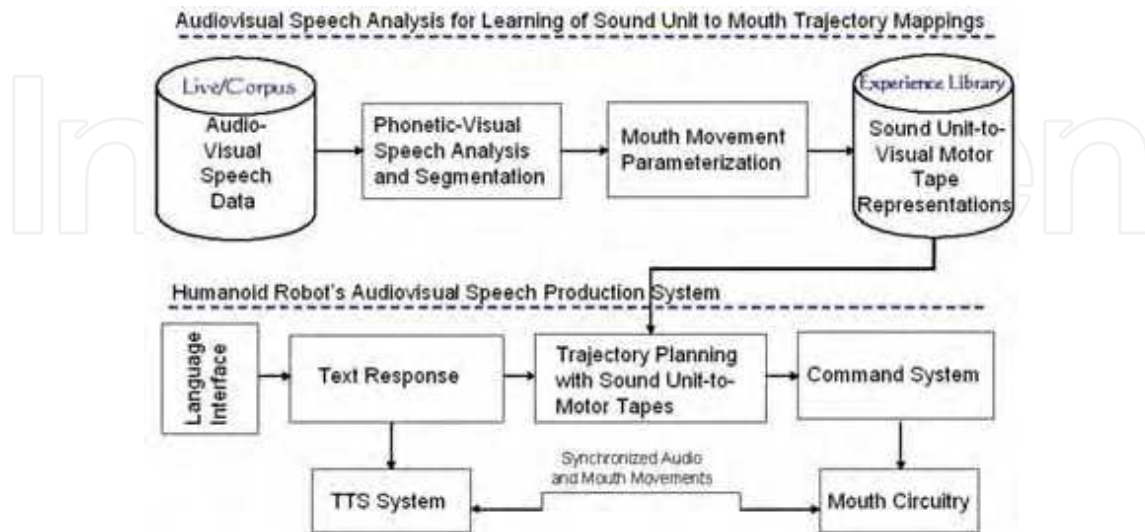 Audiovisual Speech Analysis for Learning of Sound Unit to Mouth Trajectory Mappings
Live/Corpus
Audio-
Visual
Speech
Data
Phonetic-Visual
Speech Analysis
and Segmentation
Mouth Movement
Parameterization
Experience Library
Sound Unit-to-
Visual Motor
Tape
Representations
Humanoid Robot's Audiovisual Speech Production System
Language
Interface
Text Response
Trajectory Planning
with Sound Unit-to-
Motor Tapes
Command System
TTS System
Synchronized Audio
and Mouth Movements
Mouth Circuitry